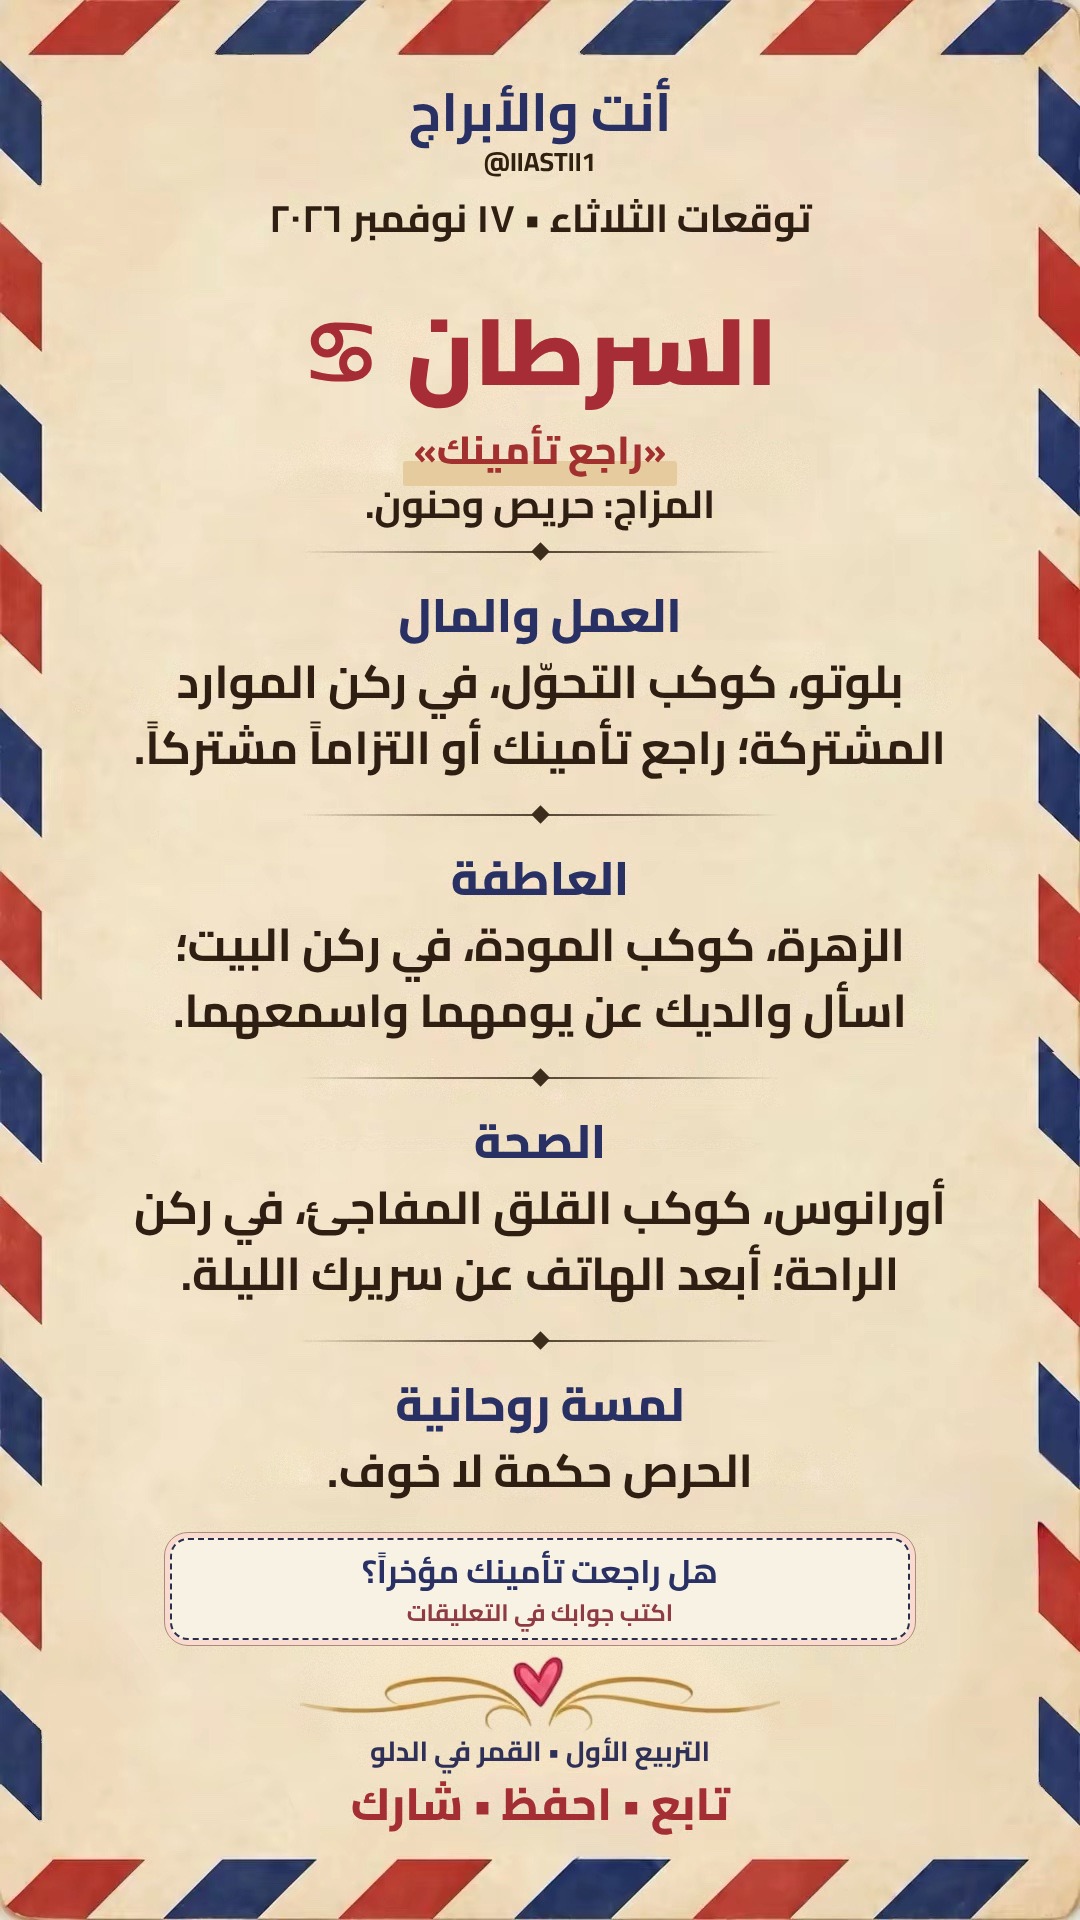 أنت والأبراج
@IIASTII1
توقعات الثلاثاء ▪ ١٧ نوفمبر ٢٠٢٦
السرطان ♋
«راجع تأمينك»
المزاج: حريص وحنون.
العمل والمال
بلوتو، كوكب التحوّل، في ركن الموارد
المشتركة؛ راجع تأمينك أو التزاماً مشتركاً.
العاطفة
الزهرة، كوكب المودة، في ركن البيت؛
اسأل والديك عن يومهما واسمعهما.
الصحة
أورانوس، كوكب القلق المفاجئ، في ركن
الراحة؛ أبعد الهاتف عن سريرك الليلة.
لمسة روحانية
الحرص حكمة لا خوف.
هل راجعت تأمينك مؤخراً؟
اكتب جوابك في التعليقات
التربيع الأول ▪ القمر في الدلو
تابع ▪ احفظ ▪ شارك